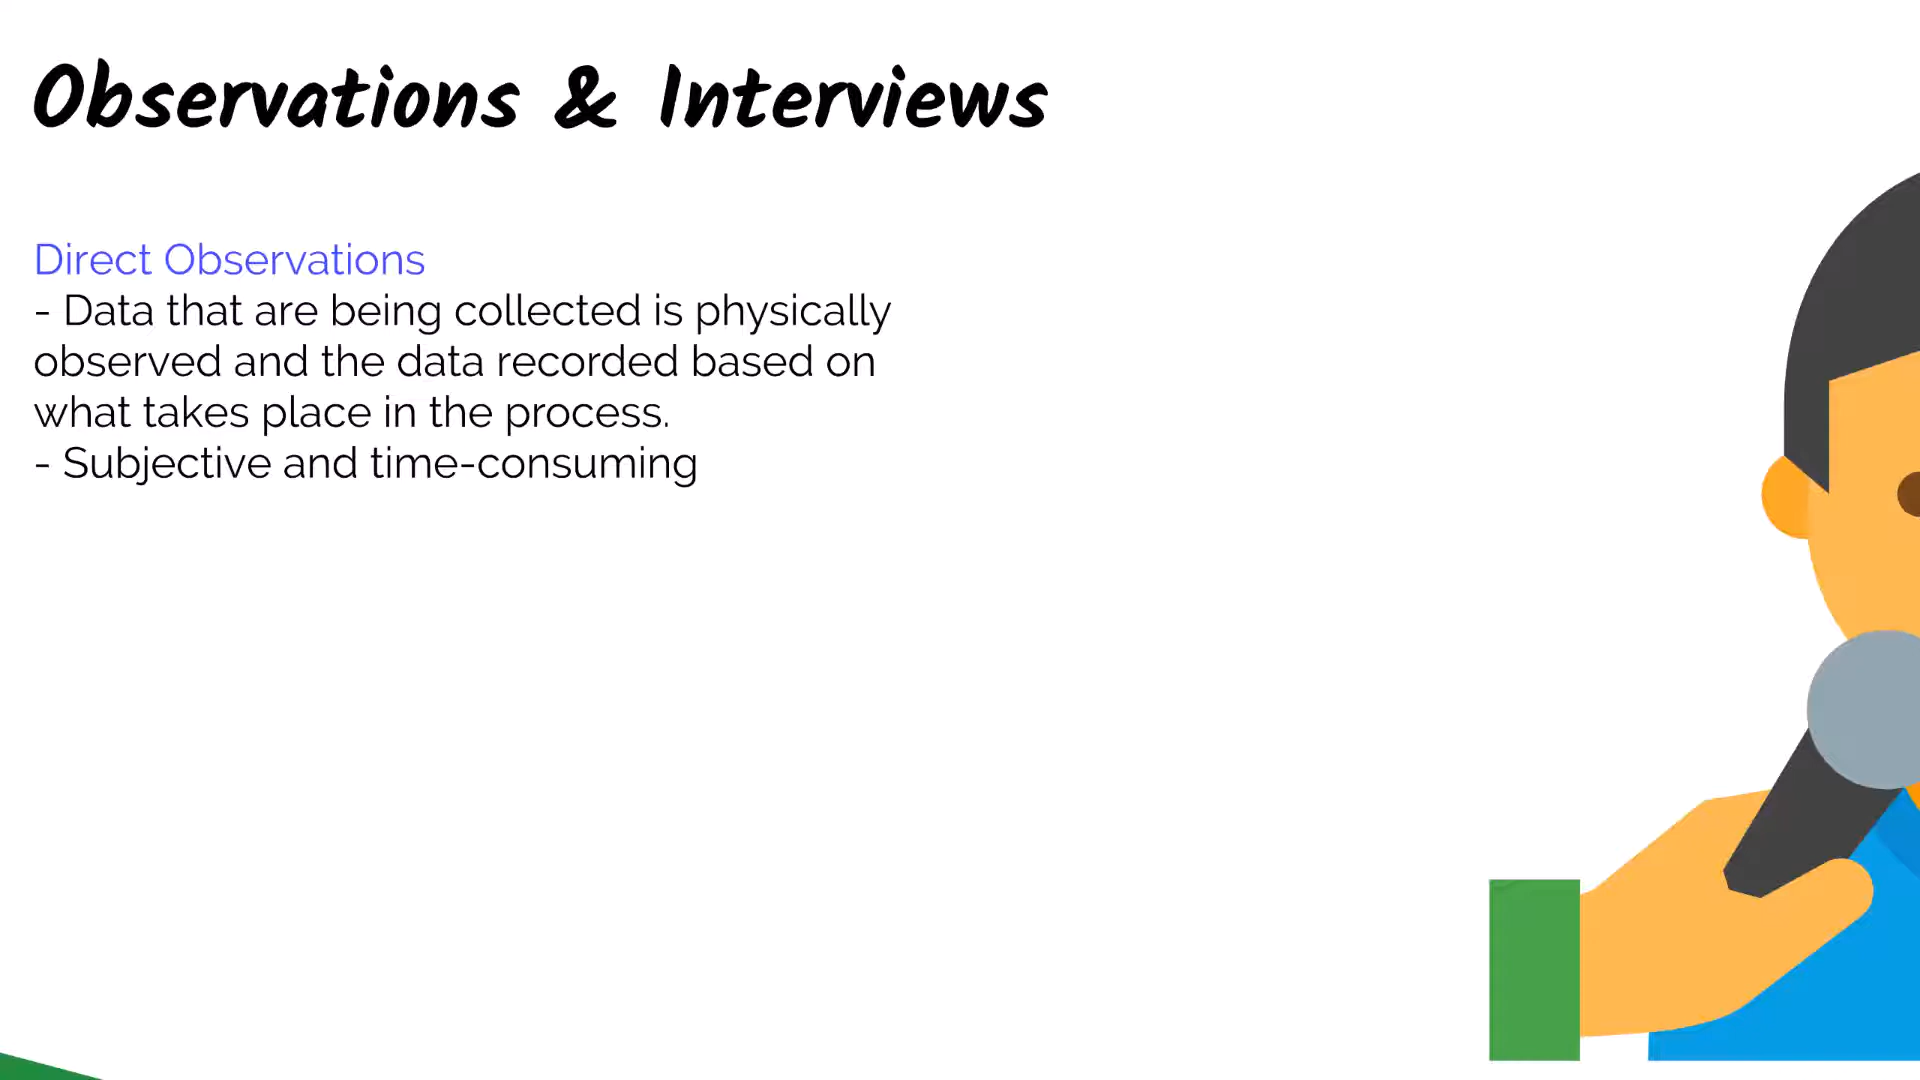 Observations & Interviews
Direct Observations
- Data that are being collected is physically
observed and the data recorded based on
what takes place in the process.
- Subjective and time-consuming